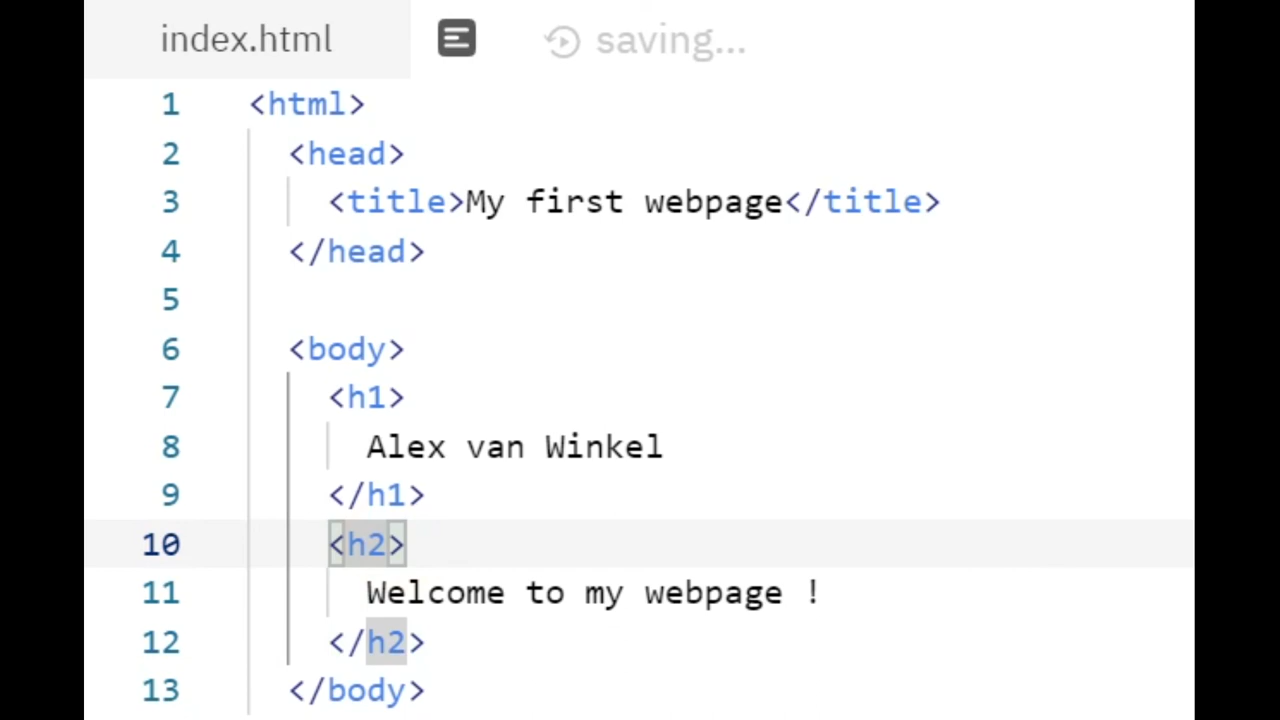 index.html saving...
1 <html>
2 <head>
3 <title>My first webpage</title>
4 </head>
5
6 <body>
7 <h1>
8 Alex van Winkel
9 </h1>
10 <h2>
11 Welcome to my webpage !
12 </h2>
13 </body>